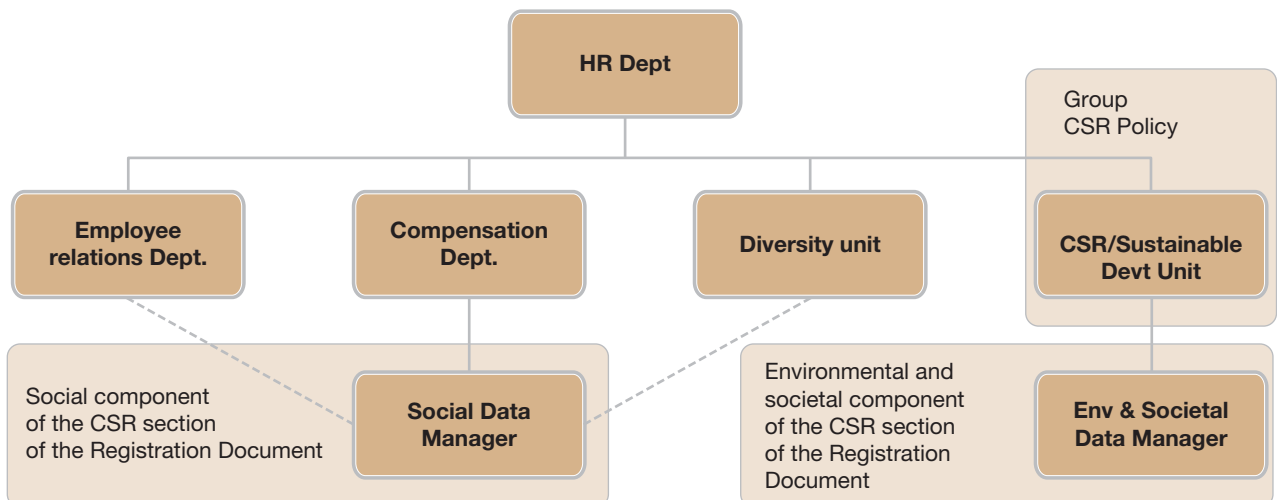 HR Dept
Group
CSR Policy
Employee
relations Dept.
Compensation
Dept.
Diversity unit
CSR/Sustainable
Devt Unit
Social component
of the CSR section
of the Registration Document
Social Data
Manager
Environmental and
societal component
of the CSR section
of the Registration
Document
Env & Societal
Data Manager